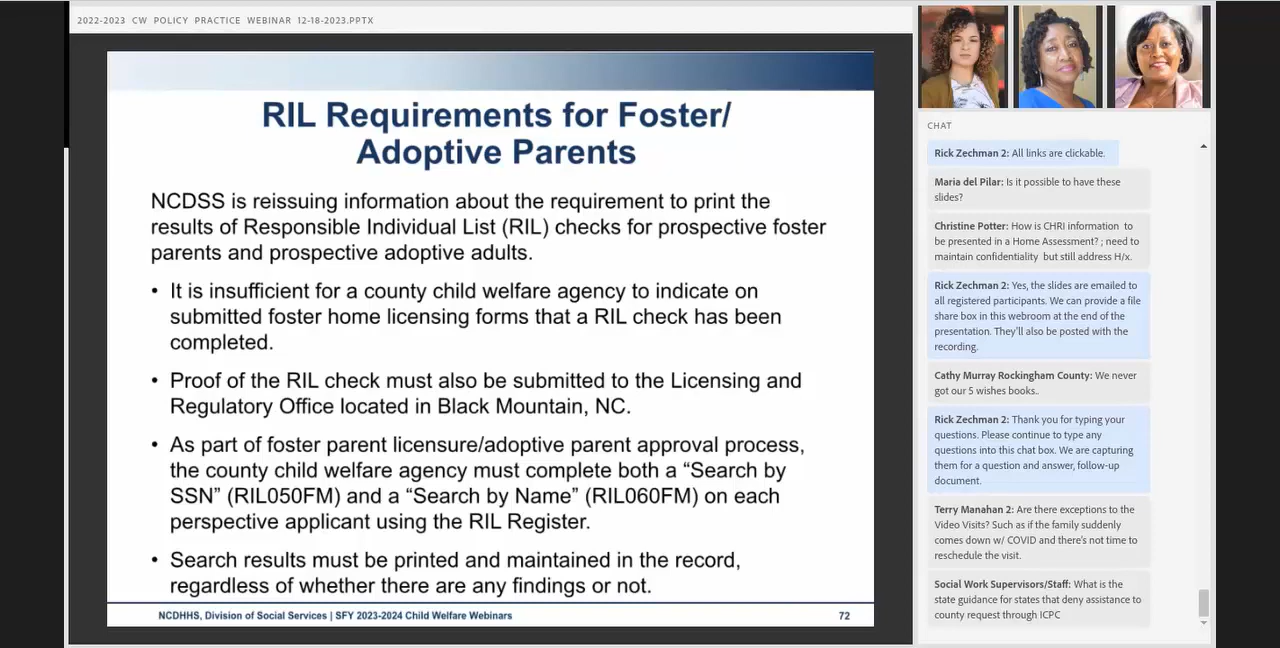 2022-2023 CW POLICY PRACTICE WEBINAR 12-18-2023.PPTX
RIL Requirements for Foster/
Adoptive Parents
NCDSS is reissuing information about the requirement to print the
results of Responsible Individual List (RIL) checks for prospective foster
parents and prospective adoptive adults.
• It is insufficient for a county child welfare agency to indicate on
submitted foster home licensing forms that a RIL check has been
completed.
• Proof of the RIL check must also be submitted to the Licensing and
Regulatory Office located in Black Mountain, NC.
• As part of foster parent licensure/adoptive parent approval process,
the county child welfare agency must complete both a “Search by
SSN” (RIL050FM) and a “Search by Name” (RIL060FM) on each
perspective applicant using the RIL Register.
• Search results must be printed and maintained in the record,
regardless of whether there are any findings or not.
NCDHHS, Division of Social Services | SFY 2023-2024 Child Welfare Webinars
72
CHAT
Rick Zechman 2: All links are clickable.
Maria del Pilar: Is it possible to have these
slides?
Christine Potter: How is CHRI information to
be presented in a Home Assessment? ; need to
maintain confidentiality but still address H/x.
Rick Zechman 2: Yes, the slides are emailed to
all registered participants. We can provide a file
share box in this webroom at the end of the
presentation. They'll also be posted with the
recording.
Cathy Murray Rockingham County: We never
got our 5 wishes books..
Rick Zechman 2: Thank you for typing your
questions. Please continue to type any
questions into this chat box. We are capturing
them for a question and answer, follow-up
document.
Terry Manahan 2: Are there exceptions to the
Video Visits? Such as if the family suddenly
comes down w/ COVID and there's not time to
reschedule the visit.
Social Work Supervisors/Staff: What is the
state guidance for states that deny assistance to
county request through ICPC